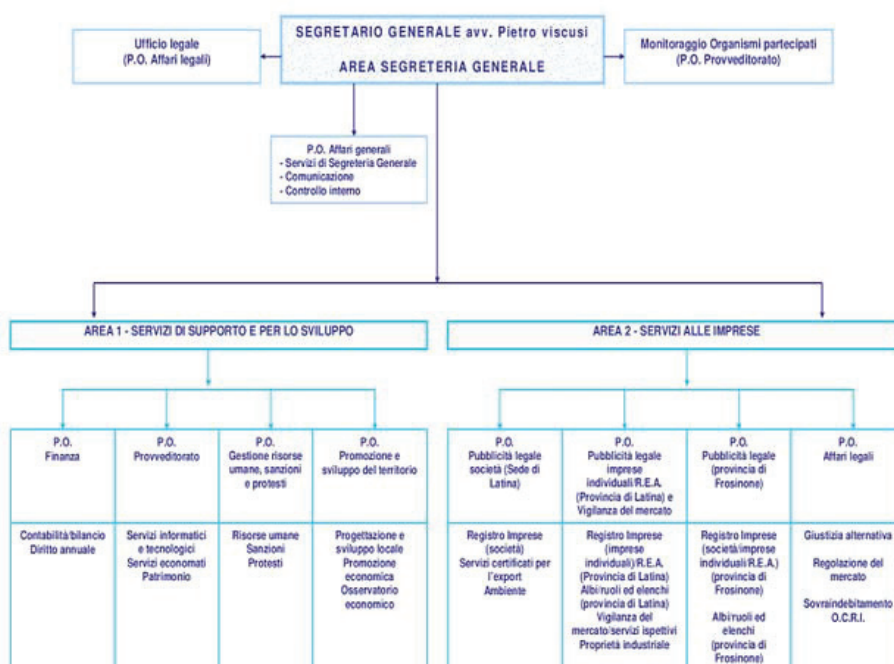 SEGRETARIO GENERALE avv. Pietro viscusi
AREA SEGRETERIA GENERALE
Ufficio legale
(P.O. Affari legali)
Monitoraggio Organismi partecipati
(P.O. Provveditorato)
P.O. Affari generali
- Servizi di Segreteria Generale
- Comunicazione
- Controllo interno
AREA 1 - SERVIZI DI SUPPORTO E PER LO SVILUPPO
P.O.
Finanza
P.O.
Provveditorato
P.O.
Gestione risorse
umane, sanzioni
e protesti
P.O.
Promozione e
sviluppo del territorio
Contabilità/bilancio
Diritto annuale
Servizi informatici
e tecnologici
Servizi economati
Patrimonio
Risorse umane
Sanzioni
Protesti
Progettazione e
sviluppo locale
Promozione
economica
Osservatorio
economico
AREA 2 - SERVIZI ALLE IMPRESE
P.O.
Pubblicità legale
società (Sede di
Latina)
P.O.
Pubblicità legale
imprese
individuali/R.E.A.
(Provincia di Latina) e
Vigilanza del mercato
P.O.
Pubblicità legale
(provincia di
Frosinone)
P.O.
Affari legali
Registro Imprese
(società)
Servizi certificati per
l'export
Ambiente
Registro Imprese
(imprese
individuali)/R.E.A.
(Provincia di Latina)
Albi/ruoli ed elenchi
(provincia di Latina)
Vigilanza del
mercato/servizi ispettivi
Proprietà industriale
Registro Imprese
(società/imprese
individuali/R.E.A.)
(provincia di
Frosinone)
Albi/ruoli ed
elenchi
(provincia di
Frosinone)
Giustizia alternativa
Regolazione del
mercato
Sovraindebitamento
O.C.R.I.